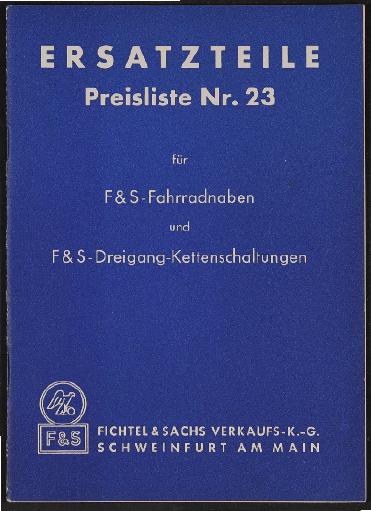 ERSATZTEILE
Preisliste Nr. 23
für
F & S-Fahrradnaben
und
F & S-Dreigang-Kettenschaltungen
F&S
FICHTEL & SACHS VERKAUFS-K.-G.
SCHWEINFURT AM MAIN